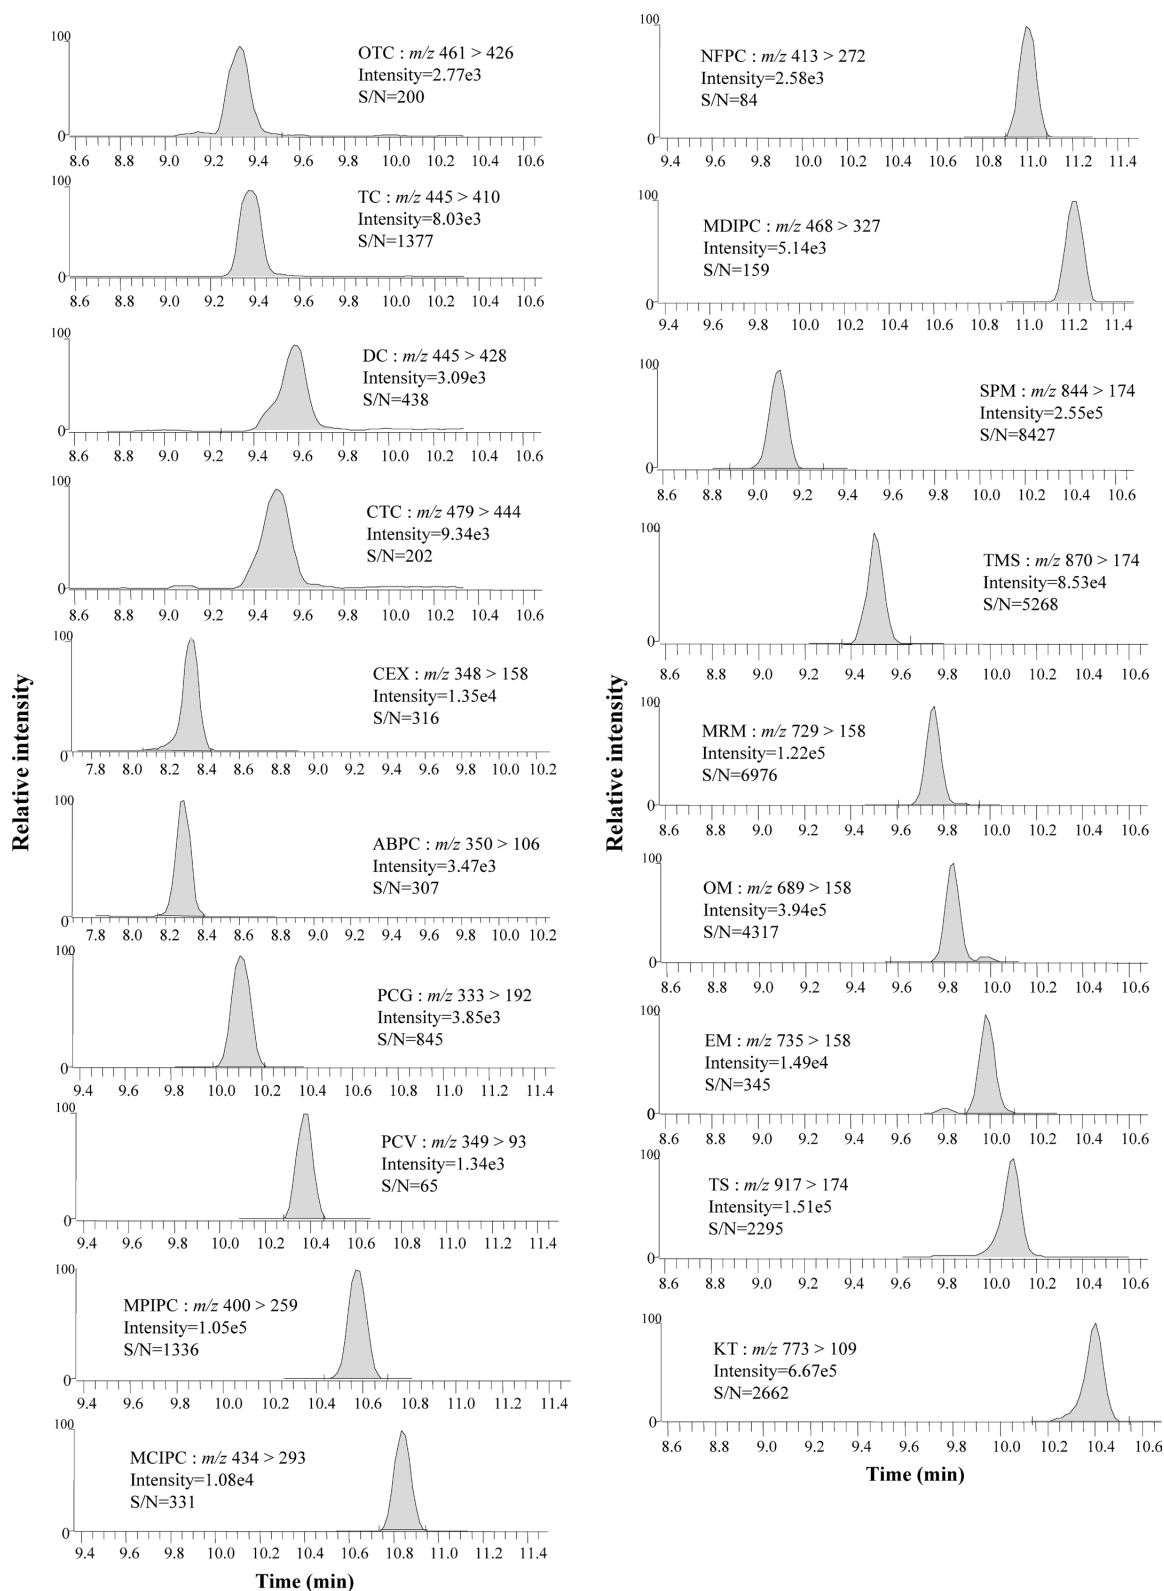 100
OTC : m/z 461 > 426
Intensity=2.77e3
S/N=200
0
8.6 8.8 9.0 9.2 9.4 9.6 9.8 10.0 10.2 10.4 10.6
100
TC : m/z 445 > 410
Intensity=8.03e3
S/N=1377
0
8.6 8.8 9.0 9.2 9.4 9.6 9.8 10.0 10.2 10.4 10.6
100
DC : m/z 445 > 428
Intensity=3.09e3
S/N=438
0
8.6 8.8 9.0 9.2 9.4 9.6 9.8 10.0 10.2 10.4 10.6
100
CTC : m/z 479 > 444
Intensity=9.34e3
S/N=202
0
8.6 8.8 9.0 9.2 9.4 9.6 9.8 10.0 10.2 10.4 10.6
100
CEX : m/z 348 > 158
Intensity=1.35e4
S/N=316
0
7.8 8.0 8.2 8.4 8.6 8.8 9.0 9.2 9.4 9.6 9.8 10.0 10.2
Relative intensity
100
ABPC : m/z 350 > 106
Intensity=3.47e3
S/N=307
0
7.8 8.0 8.2 8.4 8.6 8.8 9.0 9.2 9.4 9.6 9.8 10.0 10.2
100
PCG : m/z 333 > 192
Intensity=3.85e3
S/N=845
0
9.4 9.6 9.8 10.0 10.2 10.4 10.6 10.8 11.0 11.2 11.4
100
PCV : m/z 349 > 93
Intensity=1.34e3
S/N=65
0
9.4 9.6 9.8 10.0 10.2 10.4 10.6 10.8 11.0 11.2 11.4
100
MPIPC : m/z 400 > 259
Intensity=1.05e5
S/N=1336
0
9.4 9.6 9.8 10.0 10.2 10.4 10.6 10.8 11.0 11.2 11.4
100
MCIPC : m/z 434 > 293
Intensity=1.08e4
S/N=331
0
9.4 9.6 9.8 10.0 10.2 10.4 10.6 10.8 11.0 11.2 11.4
Time (min)
100
NFPC : m/z 413 > 272
Intensity=2.58e3
S/N=84
0
9.4 9.6 9.8 10.0 10.2 10.4 10.6 10.8 11.0 11.2 11.4
100
MDIPC : m/z 468 > 327
Intensity=5.14e3
S/N=159
0
9.4 9.6 9.8 10.0 10.2 10.4 10.6 10.8 11.0 11.2 11.4
100
SPM : m/z 844 > 174
Intensity=2.55e5
S/N=8427
0
8.6 8.8 9.0 9.2 9.4 9.6 9.8 10.0 10.2 10.4 10.6
100
TMS : m/z 870 > 174
Intensity=8.53e4
S/N=5268
0
8.6 8.8 9.0 9.2 9.4 9.6 9.8 10.0 10.2 10.4 10.6
Relative intensity
100
MRM : m/z 729 > 158
Intensity=1.22e5
S/N=6976
0
8.6 8.8 9.0 9.2 9.4 9.6 9.8 10.0 10.2 10.4 10.6
100
OM : m/z 689 > 158
Intensity=3.94e5
S/N=4317
0
8.6 8.8 9.0 9.2 9.4 9.6 9.8 10.0 10.2 10.4 10.6
100
EM : m/z 735 > 158
Intensity=1.49e4
S/N=345
0
8.6 8.8 9.0 9.2 9.4 9.6 9.8 10.0 10.2 10.4 10.6
100
TS : m/z 917 > 174
Intensity=1.51e5
S/N=2295
0
8.6 8.8 9.0 9.2 9.4 9.6 9.8 10.0 10.2 10.4 10.6
100
KT : m/z 773 > 109
Intensity=6.67e5
S/N=2662
0
8.6 8.8 9.0 9.2 9.4 9.6 9.8 10.0 10.2 10.4 10.6
Time (min)